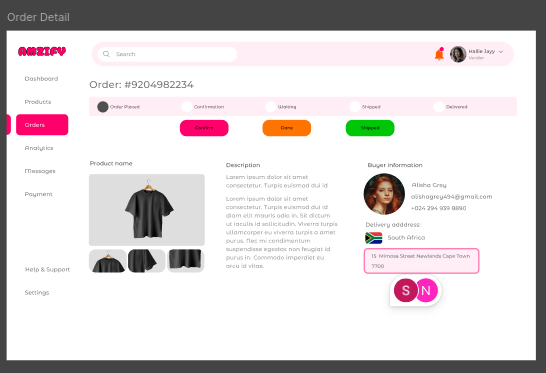 Order Detail
AMZIFY
Search
Hallie Jayy
Vendor
Dashboard
Products
Orders
Analytics
Messages
Payment
Help & Support
Settings
Order: #9204982234
Order Placed
Confirmation
Waiting
Shipped
Delivered
Confirm
Done
Shipped
Product name
Description
Lorem ipsum dolor sit amet
consectetur. Turpis euismod dui id
Lorem ipsum dolor sit amet
consectetur. Turpis euismod dui id
diam elit mauris odio in. Sit dictum
ut iaculis id sollicitudin. Viverra turpis
ullamcorper eu viverra turpis a amet
purus. Nec mi condimentum
suspendisse egestas non feugiat id
purus in. Commodo imperdiet eu
arcu id vitae.
Buyer information
Alisha Grey
alishagrey494@gmail.com
+024 294 939 9890
Delivery adddress:
South Africa
15 Mimosa Street Newlands Cape Town
7700
S
N